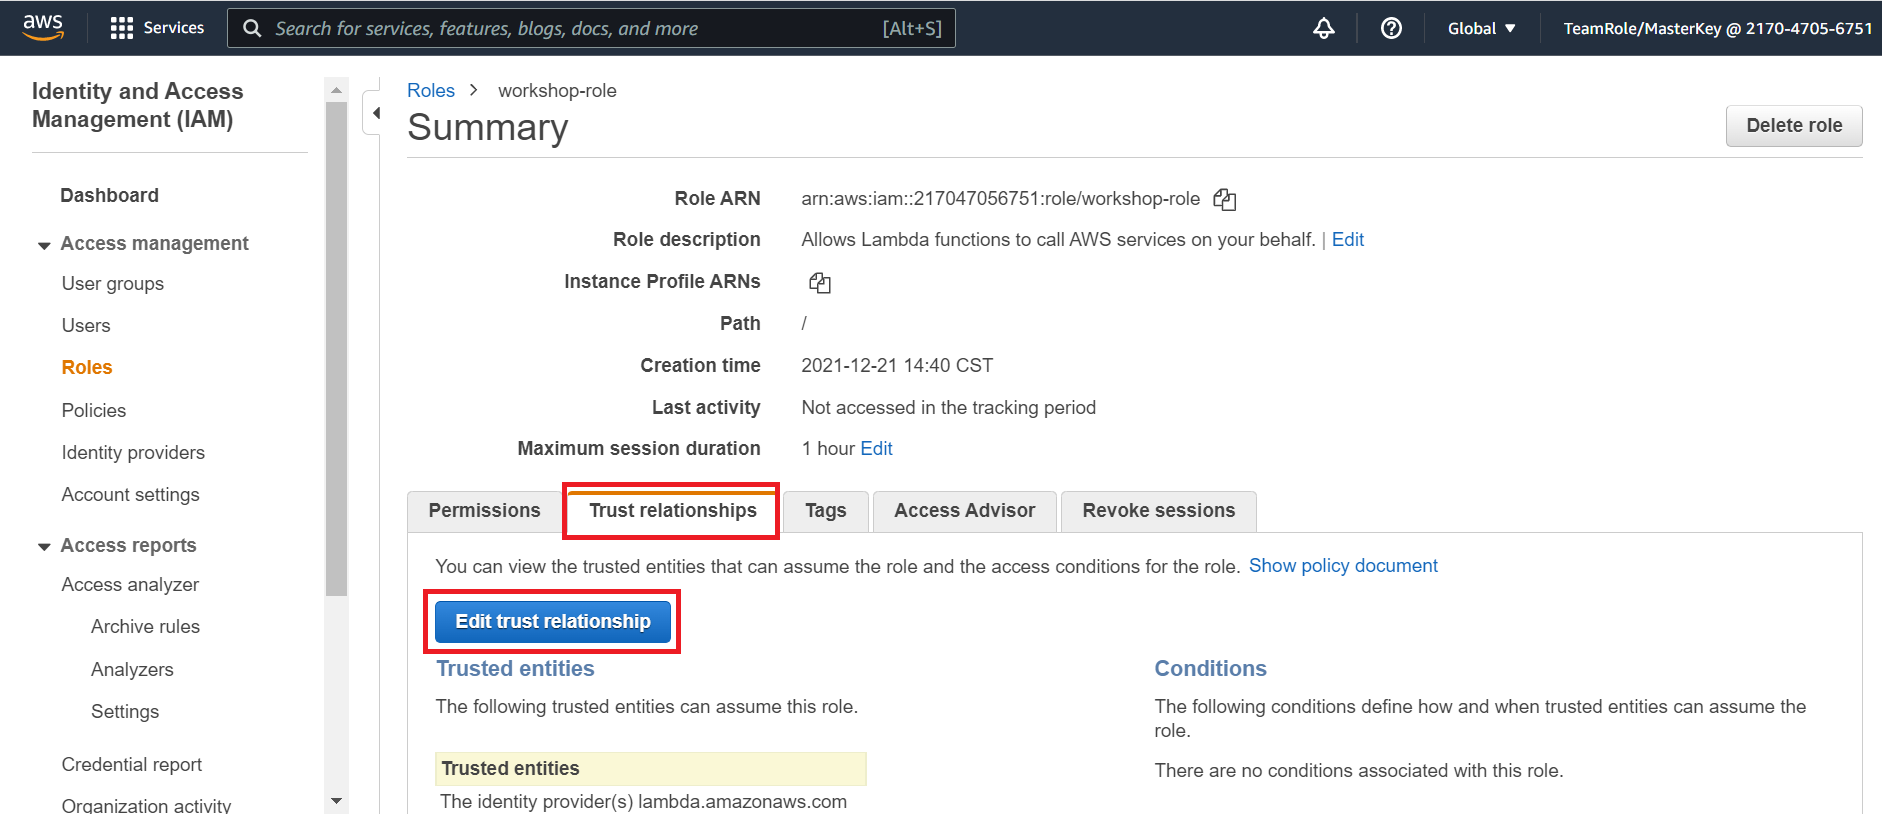 aws
Services
Search for services, features, blogs, docs, and more
[Alt+S]
Global
TeamRole/MasterKey @ 2170-4705-6751
Identity and Access
Management (IAM)
Dashboard
Access management
User groups
Users
Roles
Policies
Identity providers
Account settings
Access reports
Access analyzer
Archive rules
Analyzers
Settings
Credential report
Organization activity
Roles > workshop-role
Summary
Delete role
Role ARN arn:aws:iam::217047056751:role/workshop-role
Role description Allows Lambda functions to call AWS services on your behalf. | Edit
Instance Profile ARNs
Path /
Creation time 2021-12-21 14:40 CST
Last activity Not accessed in the tracking period
Maximum session duration 1 hour Edit
Permissions
Trust relationships
Tags
Access Advisor
Revoke sessions
You can view the trusted entities that can assume the role and the access conditions for the role. Show policy document
Edit trust relationship
Trusted entities
The following trusted entities can assume this role.
Trusted entities
The identity provider(s) lambda.amazonaws.com
Conditions
The following conditions define how and when trusted entities can assume the
role.
There are no conditions associated with this role.